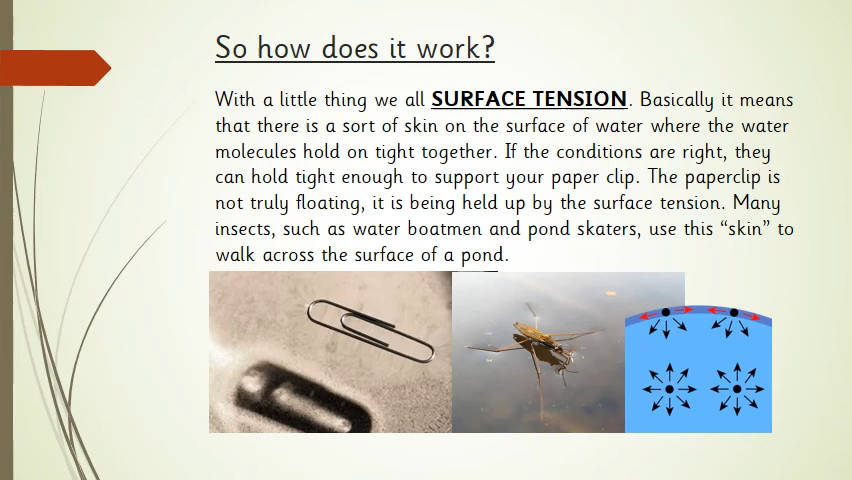 So how does it work?
With a little thing we all SURFACE TENSION. Basically it means
that there is a sort of skin on the surface of water where the water
molecules hold on tight together. If the conditions are right, they
can hold tight enough to support your paper clip. The paperclip is
not truly floating, it is being held up by the surface tension. Many
insects, such as water boatmen and pond skaters, use this “skin” to
walk across the surface of a pond.